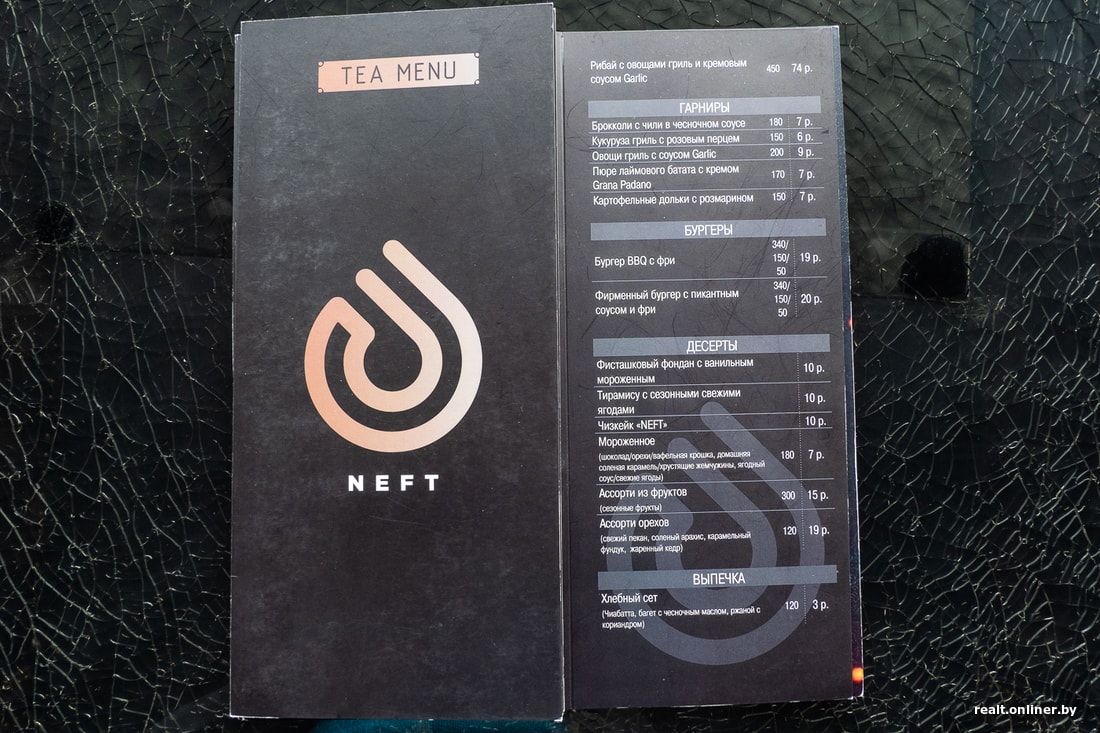 TEA MENU
NEFT
Рибай с овощами гриль и кремовым
соусом Garlic 450 74 р.
ГАРНИРЫ
Брокколи с чили в чесночном соусе 180 7 р.
Кукуруза гриль с розовым перцем 150 6 р.
Овощи гриль с соусом Garlic 200 9 р.
Пюре лаймового батата с кремом
Grana Padano 170 7 р.
Картофельные дольки с розмарином 150 7 р.
БУРГЕРЫ
340/
Бургер BBQ с фри 150/ 19 р.
50
340/
Фирменный бургер с пикантным
соусом и фри 150/ 20 р.
50
ДЕСЕРТЫ
Фисташковый фондан с ванильным
мороженным 10 р.
Тирамису с сезонными свежими
ягодами 10 р.
Чизкейк «NEFT» 10 р.
Мороженное
(шоколад/орехи/вафельная крошка, домашняя
соленая карамель/хрустящие жемчужины, ягодный
соус/свежие ягоды) 180 7 р.
Ассорти из фруктов 300 15 р.
(сезонные фрукты)
Ассорти орехов 120 19 р.
(свежий пекан, соленый арахис, карамельный
фундук, жаренный кедр)
ВЫПЕЧКА
Хлебный сет 120 3 р.
(Чиабатта, багет с чесночным маслом, ржаной с
кориандром)
realt.onliner.by